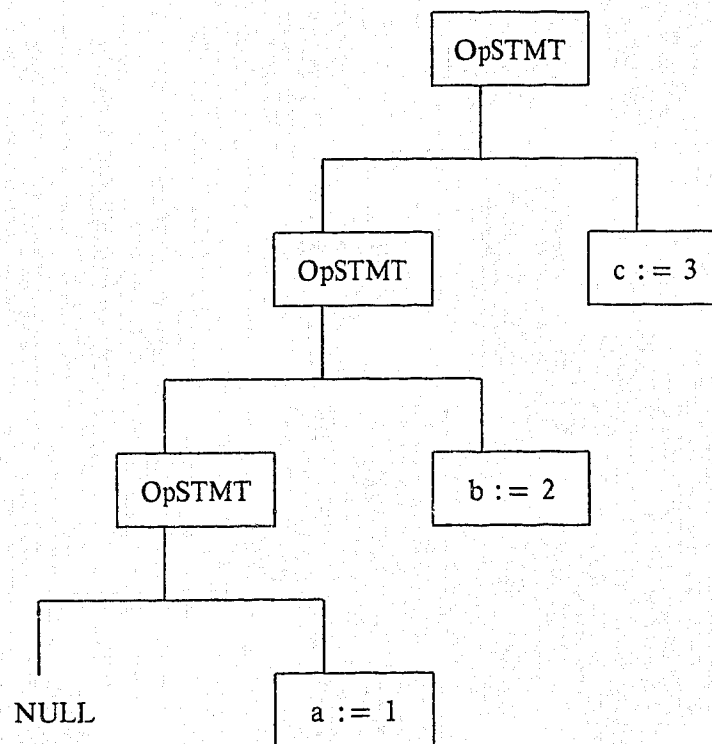 OpSTMT
OpSTMT
c := 3
OpSTMT
b := 2
NULL
a := 1